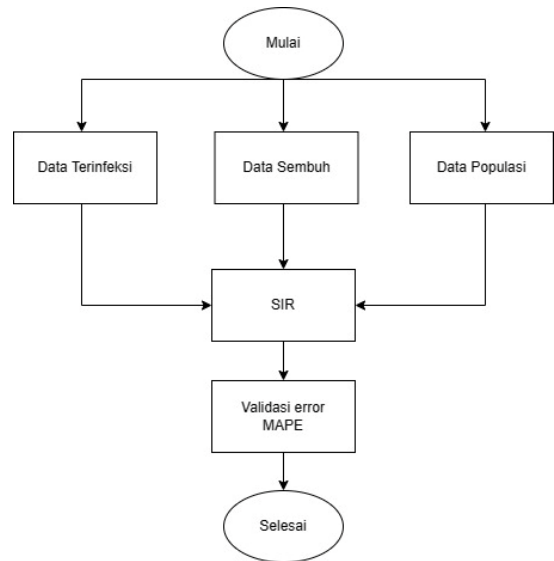 Mulai
Data Terinfeksi
Data Sembuh
Data Populasi
SIR
Validasi error
MAPE
Selesai